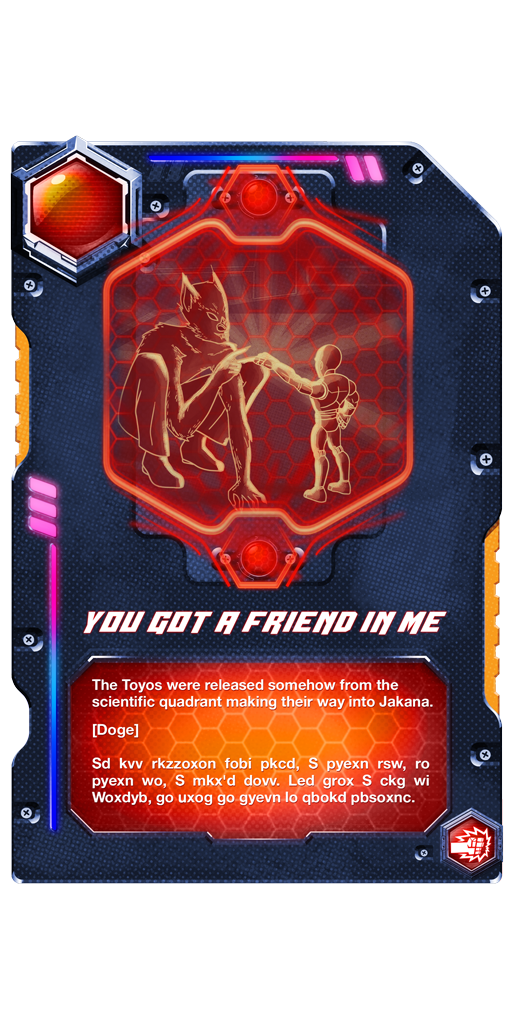 YOU GOT A FRIEND IN ME
The Toyos were released somehow from the
scientific quadrant making their way into Jakana.
[Doge]
Sd kvv rkzzoxon fobi pkcd, S pyexn rsw, ro
pyexn wo, S mkx'd dovv. Led grox S ckg wi
Woxdyb, go uxog go gyevn lo qbokd pbsoxnc.